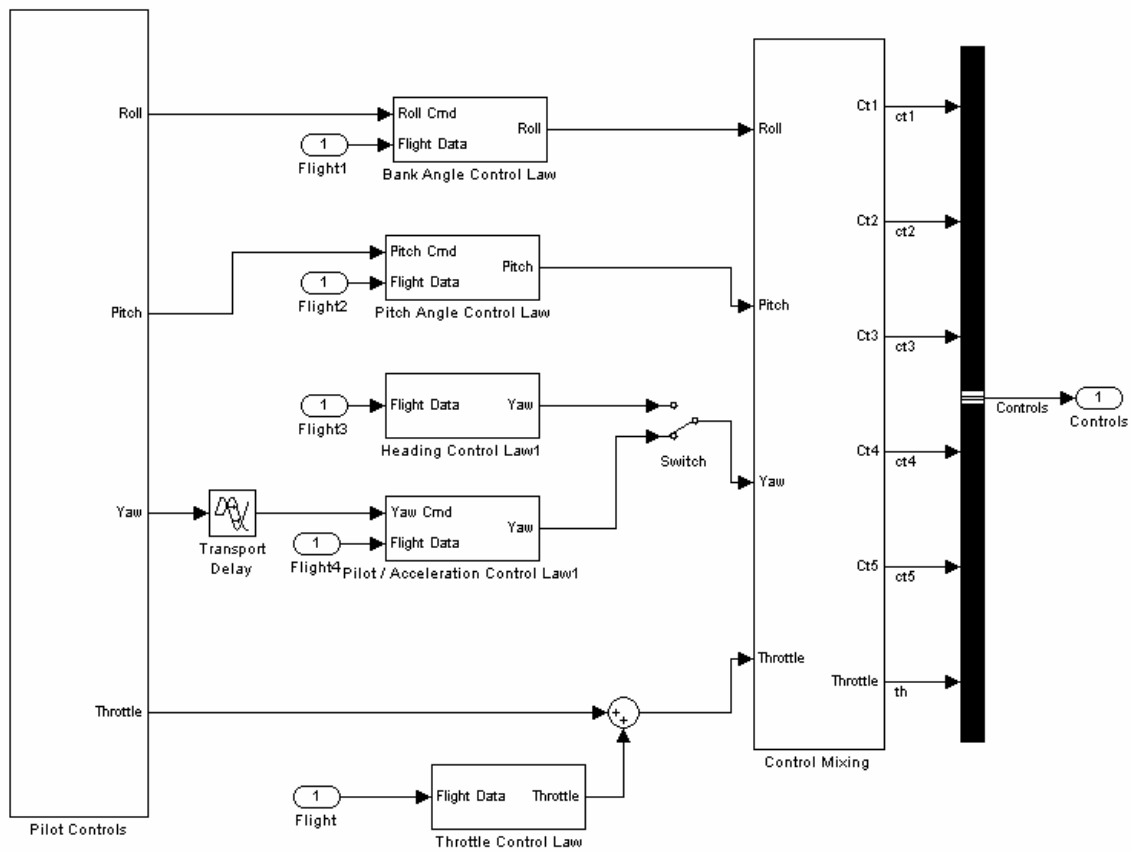 Roll
Pitch
Yaw
Throttle
Pilot Controls
1
Flight1
Roll Cmd
Flight Data
Roll
Bank Angle Control Law
1
Flight2
Pitch Cmd
Flight Data
Pitch
Pitch Angle Control Law
1
Flight3
Flight Data
Yaw
Heading Control Law1
Switch
Transport
Delay
1
Flight4
Yaw Cmd
Flight Data
Yaw
Pilot / Acceleration Control Law1
+
+
1
Flight
Flight Data
Throttle
Throttle Control Law
Roll
Pitch
Yaw
Throttle
Ct1
Ct2
Ct3
Ct4
Ct5
Throttle
Control Mixing
ct1
ct2
ct3
ct4
ct5
th
Controls
1
Controls